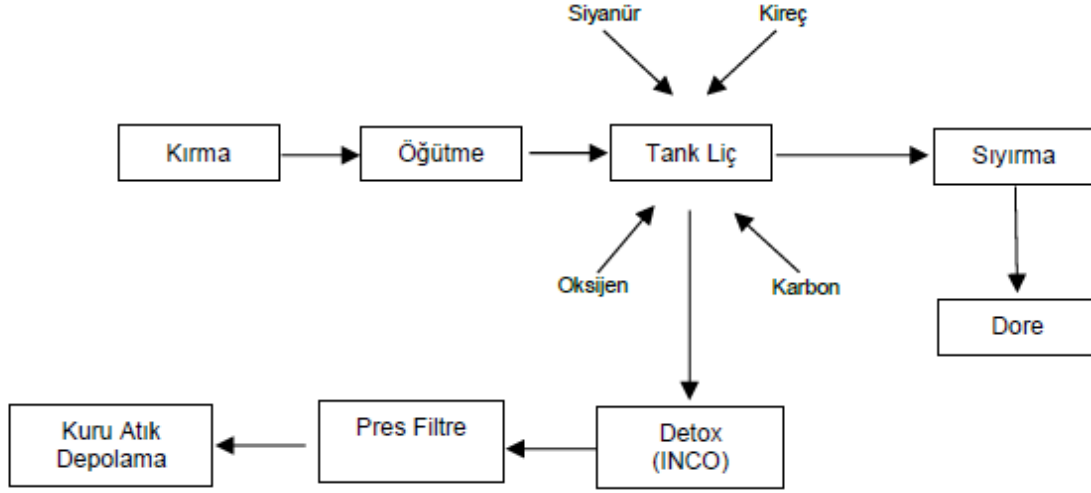 Siyanür
Kireç
Kırma
Öğütme
Tank Liç
Sıyırma
Oksijen
Karbon
Dore
Kuru Atık
Depolama
Pres Filtre
Detox
(INCO)